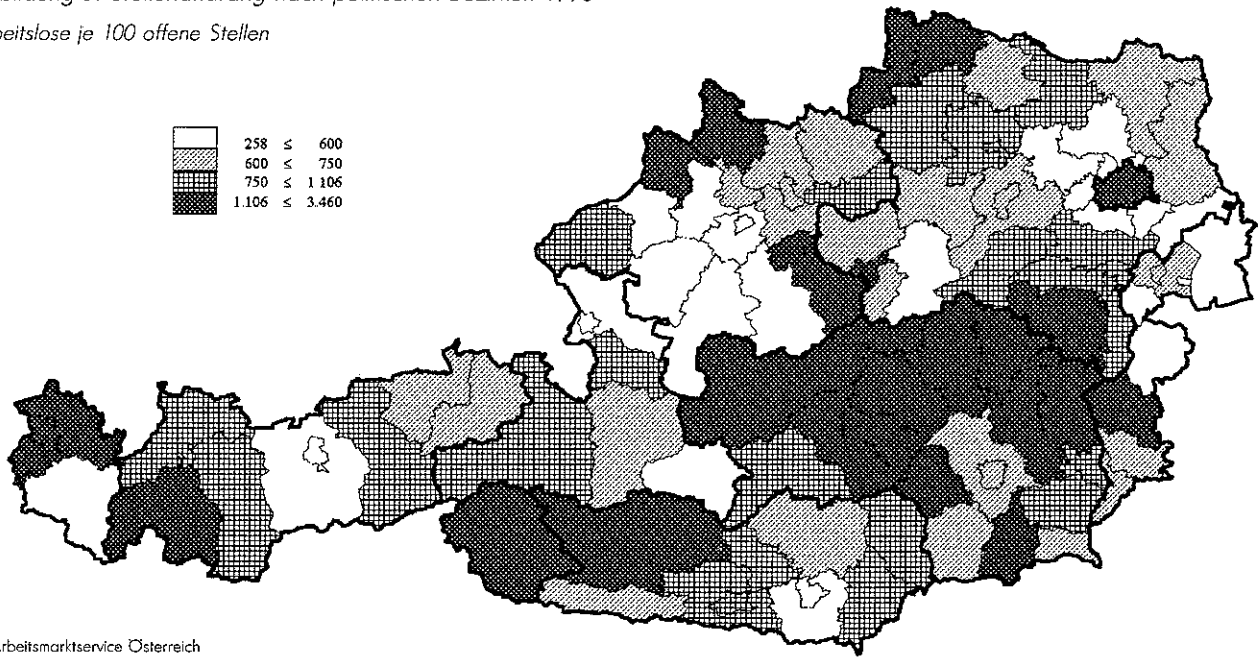 beitslose je 100 offene Stellen
258 ≤ 600
600 ≤ 750
750 ≤ 1 106
1.106 ≤ 3.460
rbeitsmarktservice Österreich